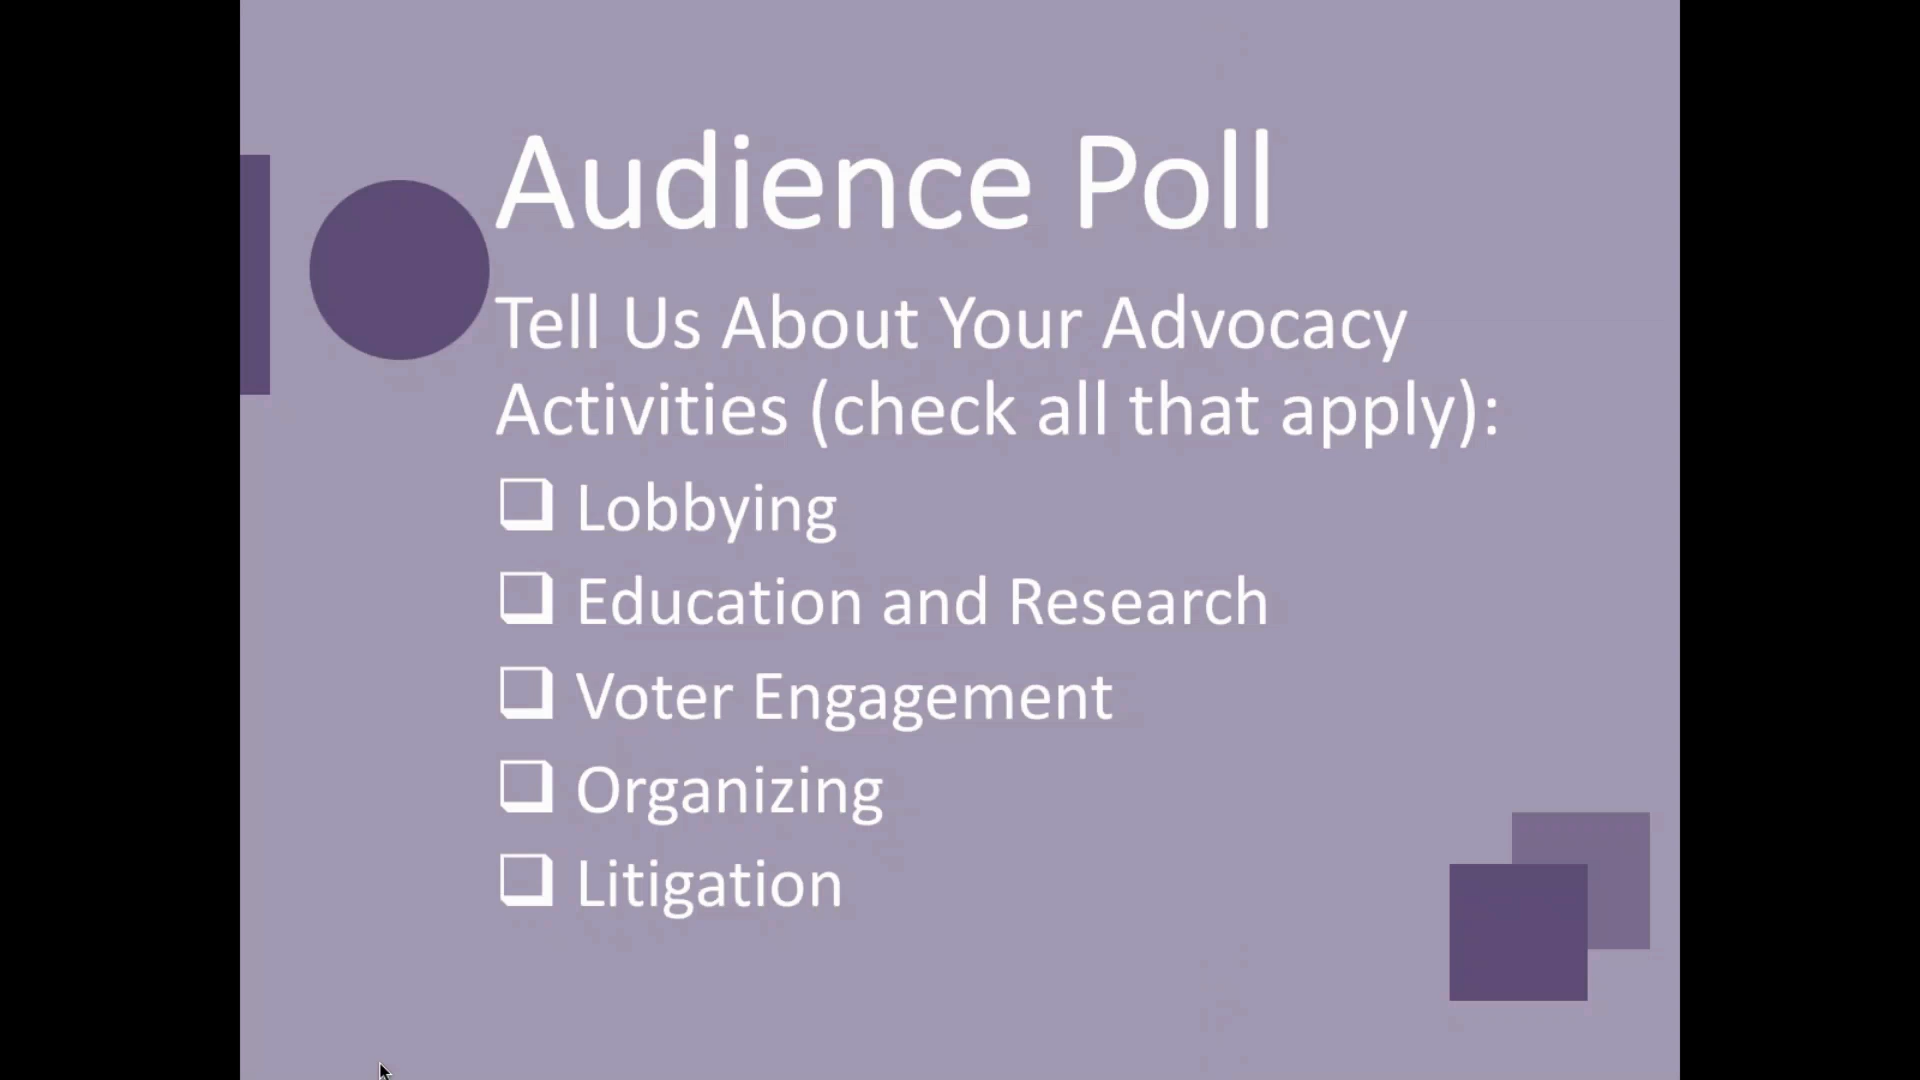 Audience Poll
Tell Us About Your Advocacy
Activities (check all that apply):
Lobbying
Education and Research
Voter Engagement
Organizing
Litigation